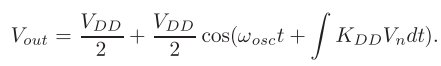 V_{out} = \frac{V_{DD}}{2} + \frac{V_{DD}}{2} \cos(\omega_{osc} t + \int K_{DD} V_n dt).